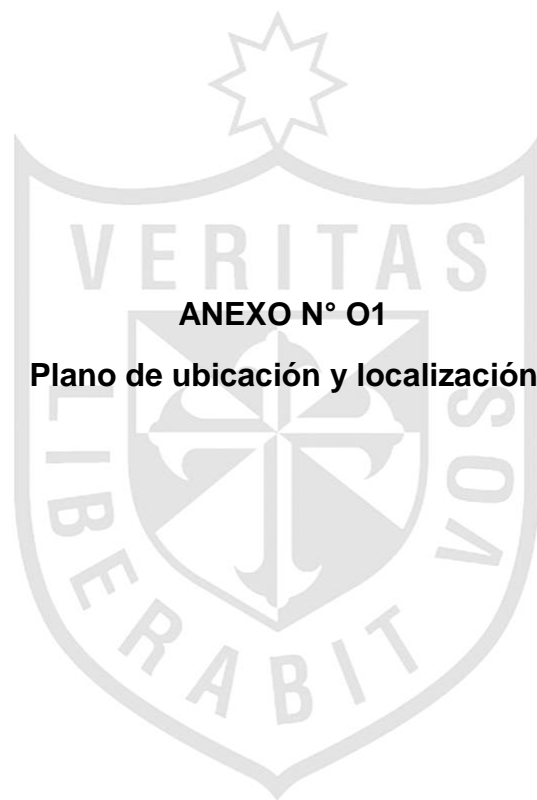 VERITAS
ANEXO N° O1
Plano de ubicación y localización
LIBERABIT VOS